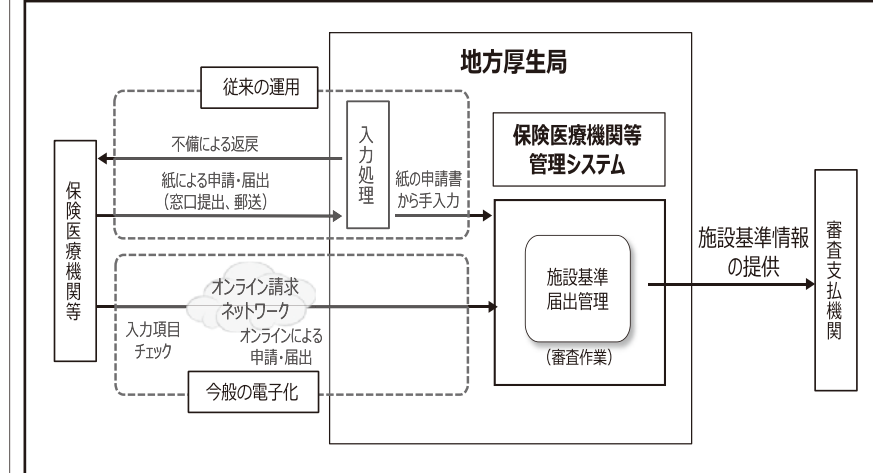 地方厚生局
従来の運用
不備による返戻
紙による申請・届出
（窓口提出、郵送）
入力処理
紙の申請書
から手入力
保険医療機関等
管理システム
保険医療機関等
施設基準
届出管理
（審査作業）
施設基準情報
の提供
審査支払機関
オンライン請求
ネットワーク
入力項目
チェック
オンラインによる
申請・届出
今般の電子化